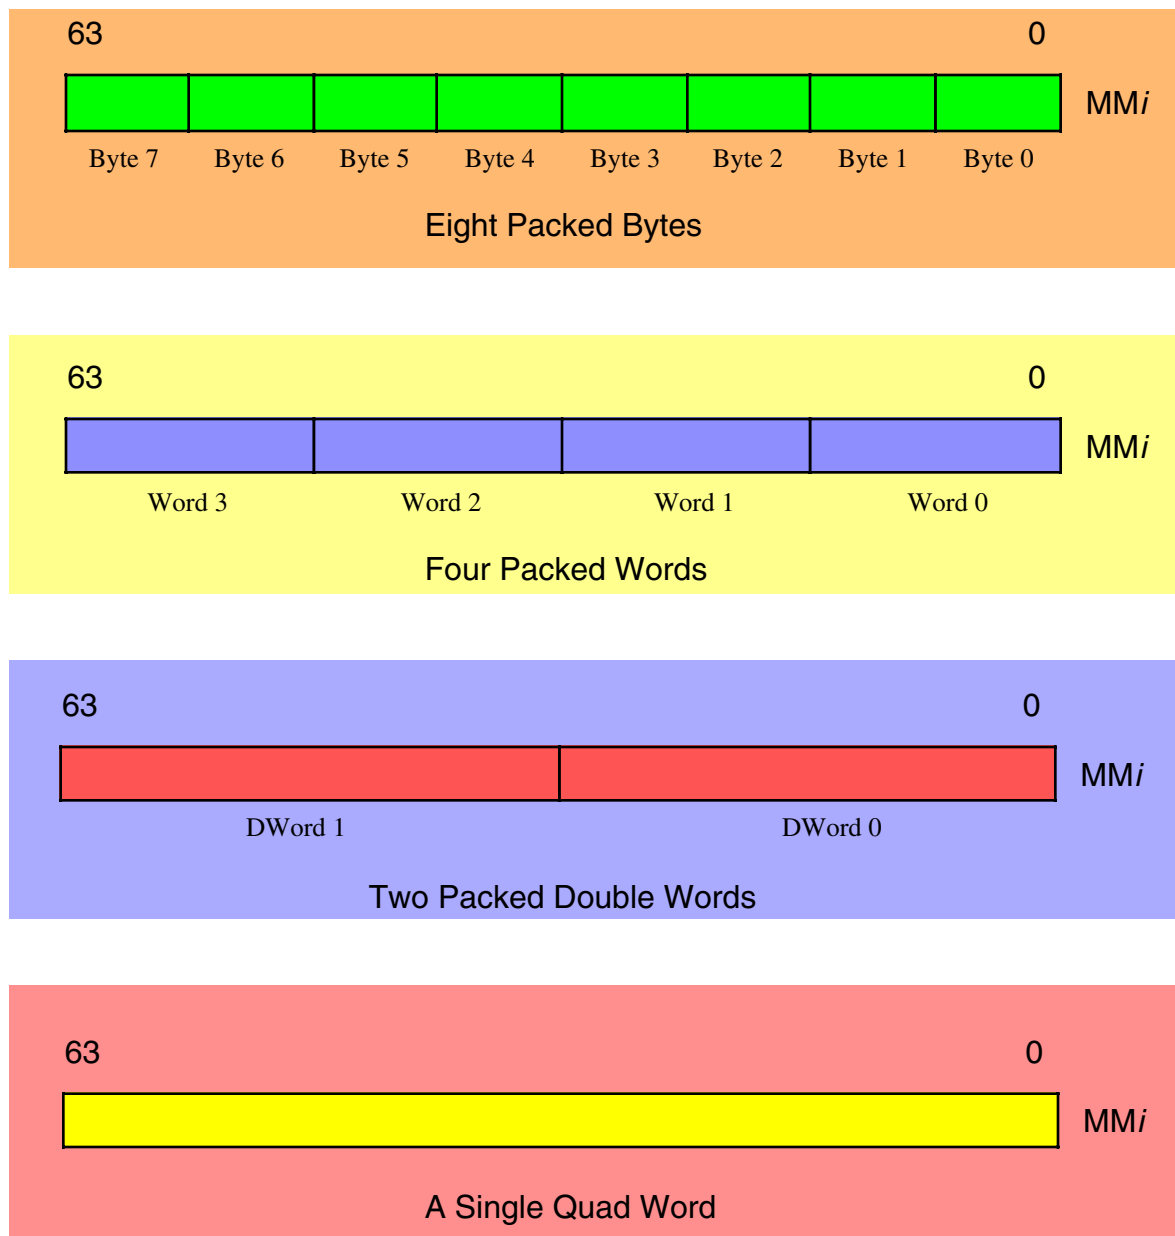 63 0
MMi
Byte 7 Byte 6 Byte 5 Byte 4 Byte 3 Byte 2 Byte 1 Byte 0
Eight Packed Bytes
63 0
MMi
Word 3 Word 2 Word 1 Word 0
Four Packed Words
63 0
MMi
DWord 1 DWord 0
Two Packed Double Words
63 0
MMi
A Single Quad Word